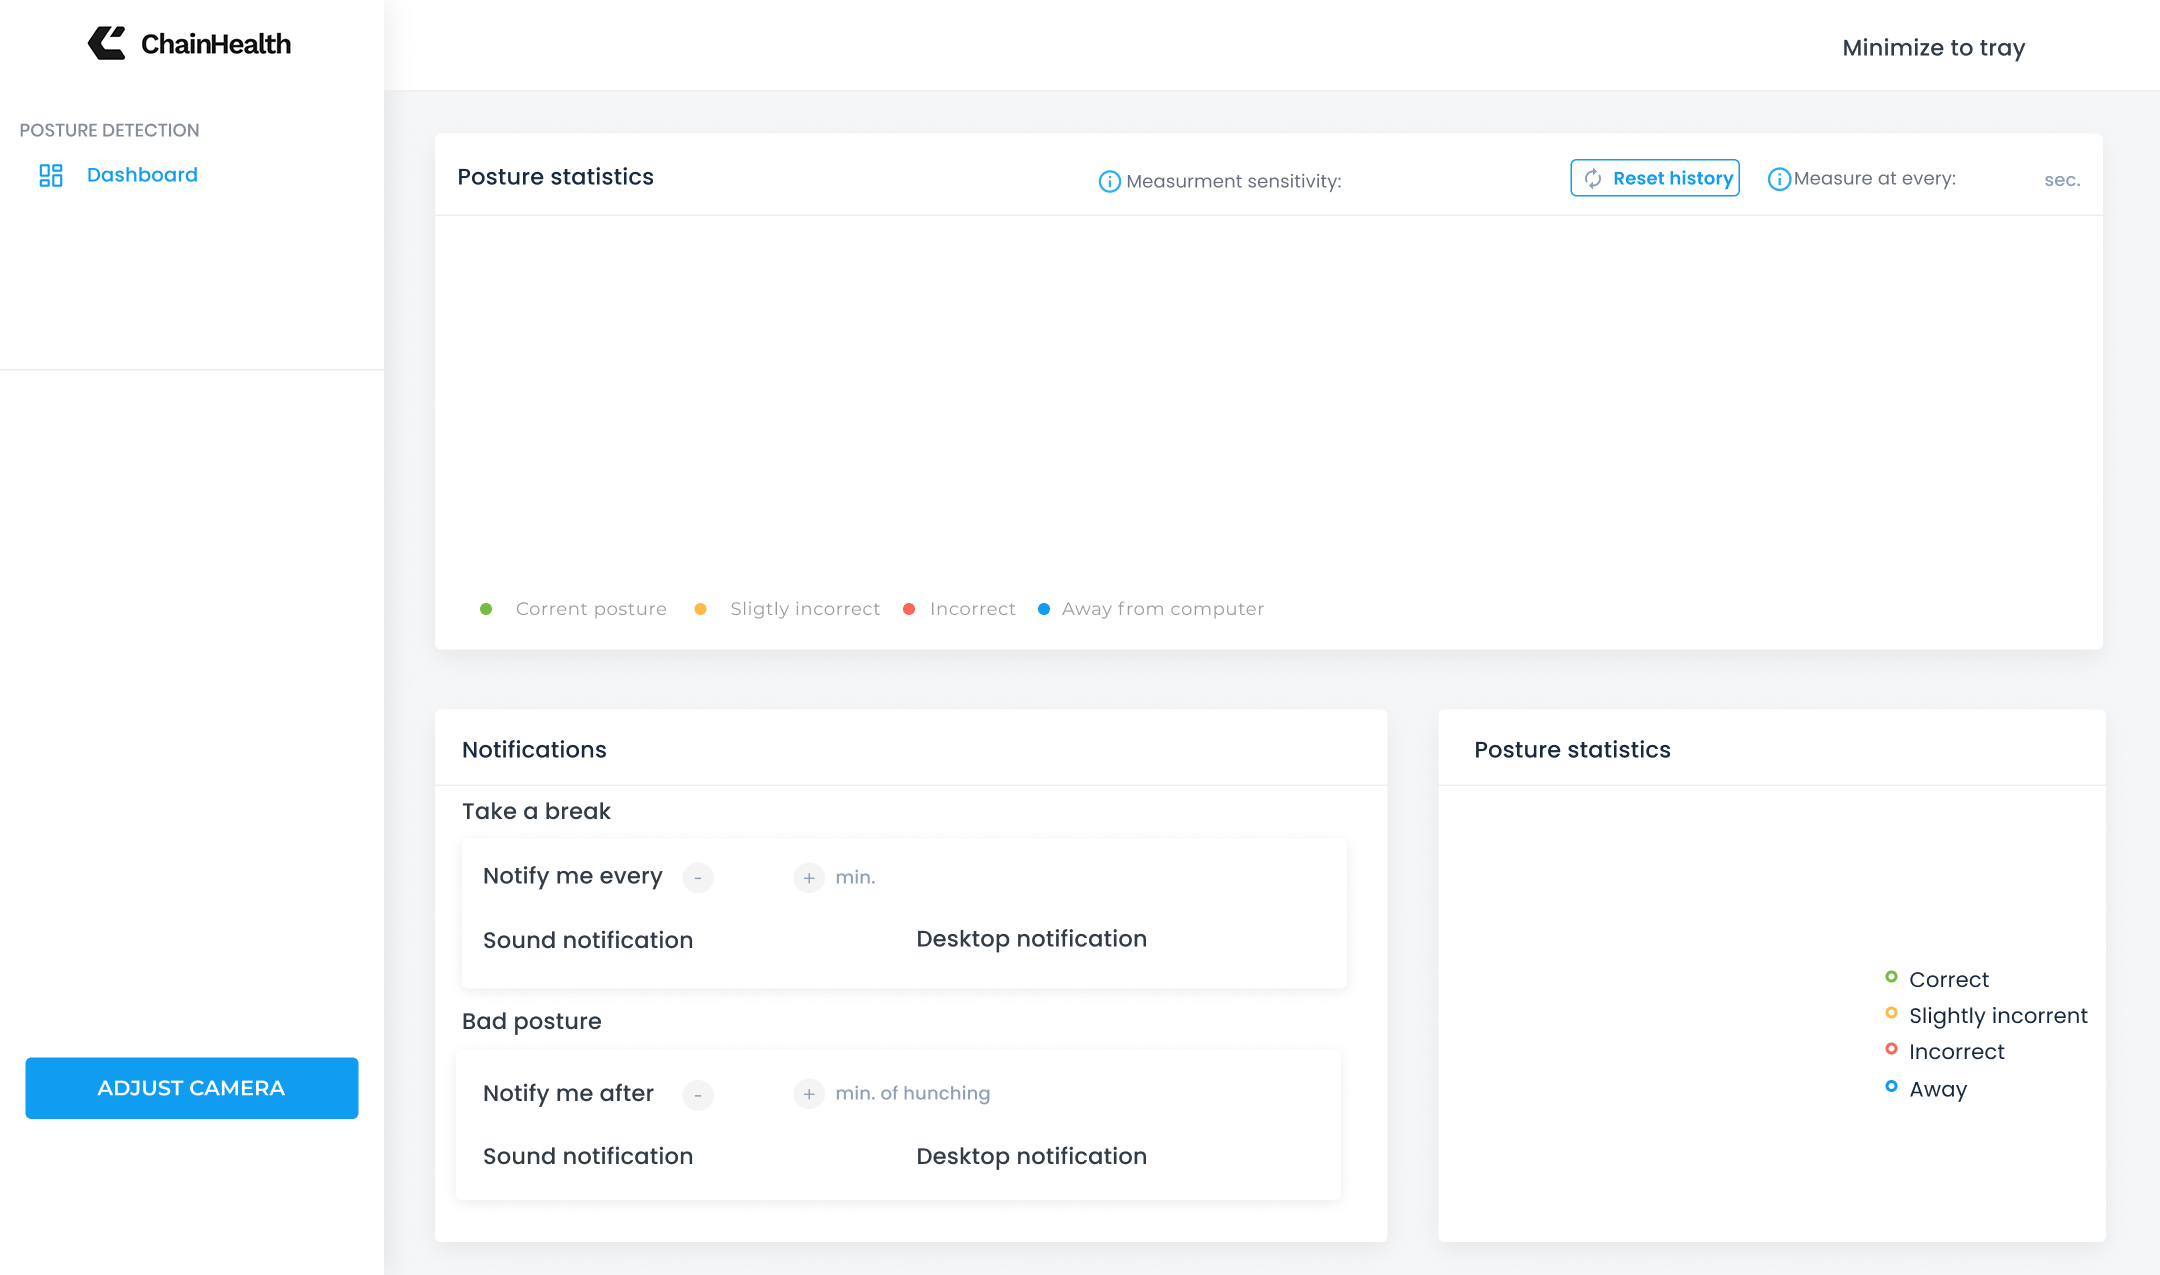 ChainHealth
Minimize to tray
POSTURE DETECTION
Dashboard
Posture statistics
Measurment sensitivity:
Reset history
Measure at every:
sec.
Corrent posture
Sligtly incorrect
Incorrect
Away from computer
Notifications
Take a break
Notify me every - + min.
Sound notification
Desktop notification
Bad posture
Notify me after - + min. of hunching
Sound notification
Desktop notification
Posture statistics
Correct
Slightly incorrent
Incorrect
Away
ADJUST CAMERA